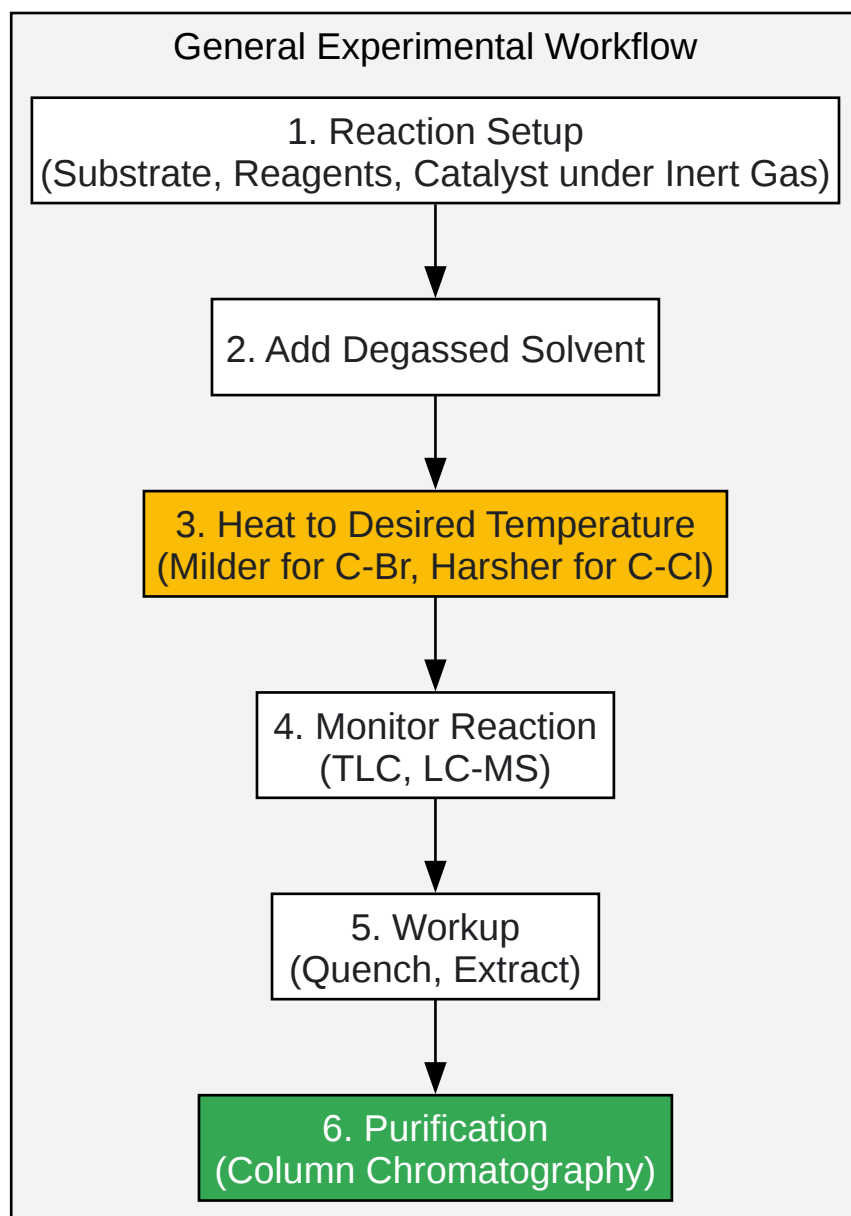 General Experimental Workflow
1. Reaction Setup
(Substrate, Reagents, Catalyst under Inert Gas)
2. Add Degassed Solvent
3. Heat to Desired Temperature
(Milder for C-Br, Harsher for C-Cl)
4. Monitor Reaction
(TLC, LC-MS)
5. Workup
(Quench, Extract)
6. Purification
(Column Chromatography)